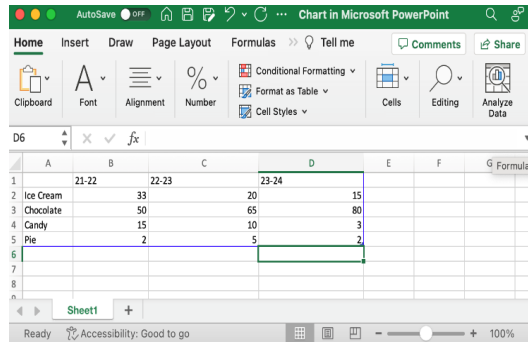 AutoSave OFF ... Chart in Microsoft PowerPoint
Home Insert Draw Page Layout Formulas >> Tell me Comments Share
Conditional Formatting
Format as Table
Cell Styles
Clipboard Font Alignment Number Cells Editing Analyze Data
D6 fx
A B C D E F G Formula
1 21-22 22-23 23-24
2 Ice Cream 33 20 15
3 Chocolate 50 65 80
4 Candy 15 10 3
5 Pie 2 5 2
6
7
8
Sheet1 +
Ready Accessibility: Good to go - + 100%